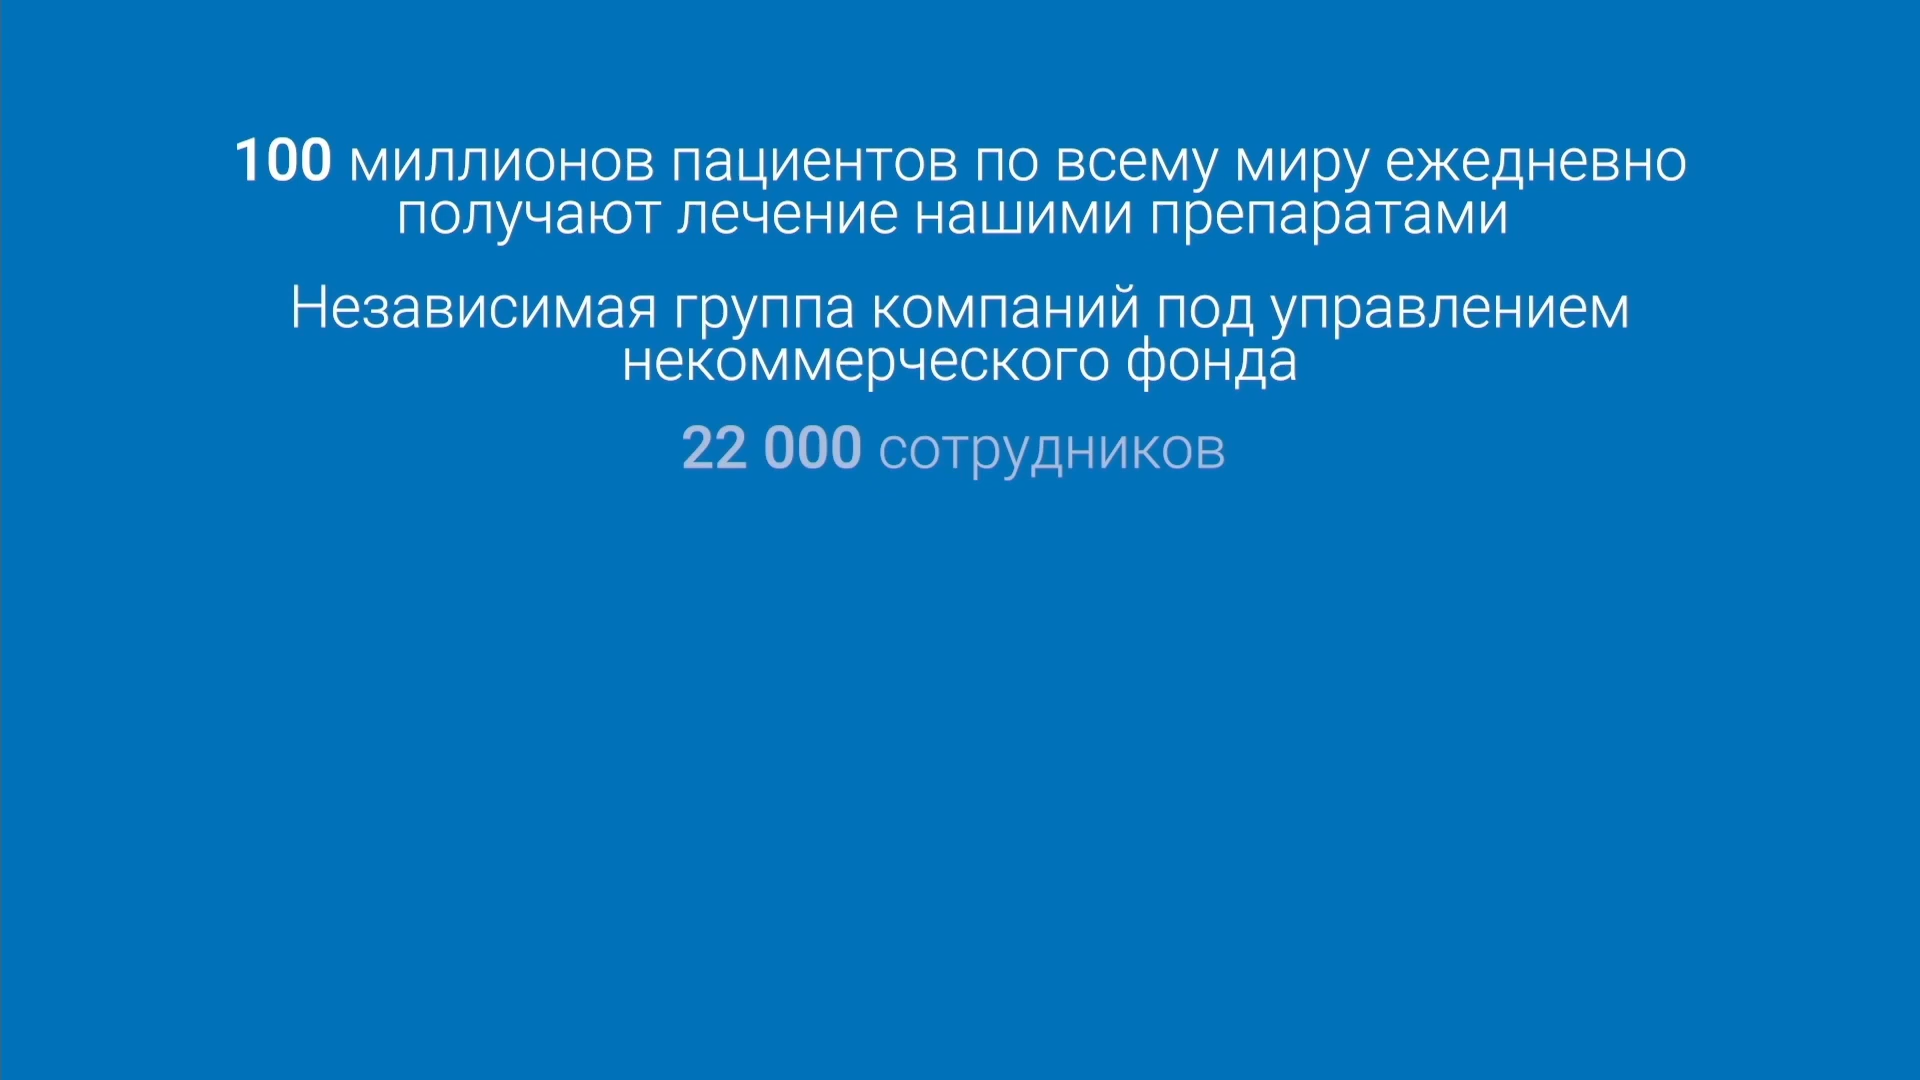 100 миллионов пациентов по всему миру ежедневно
получают лечение нашими препаратами
Независимая группа компаний под управлением
некоммерческого фонда
22 000 сотрудников